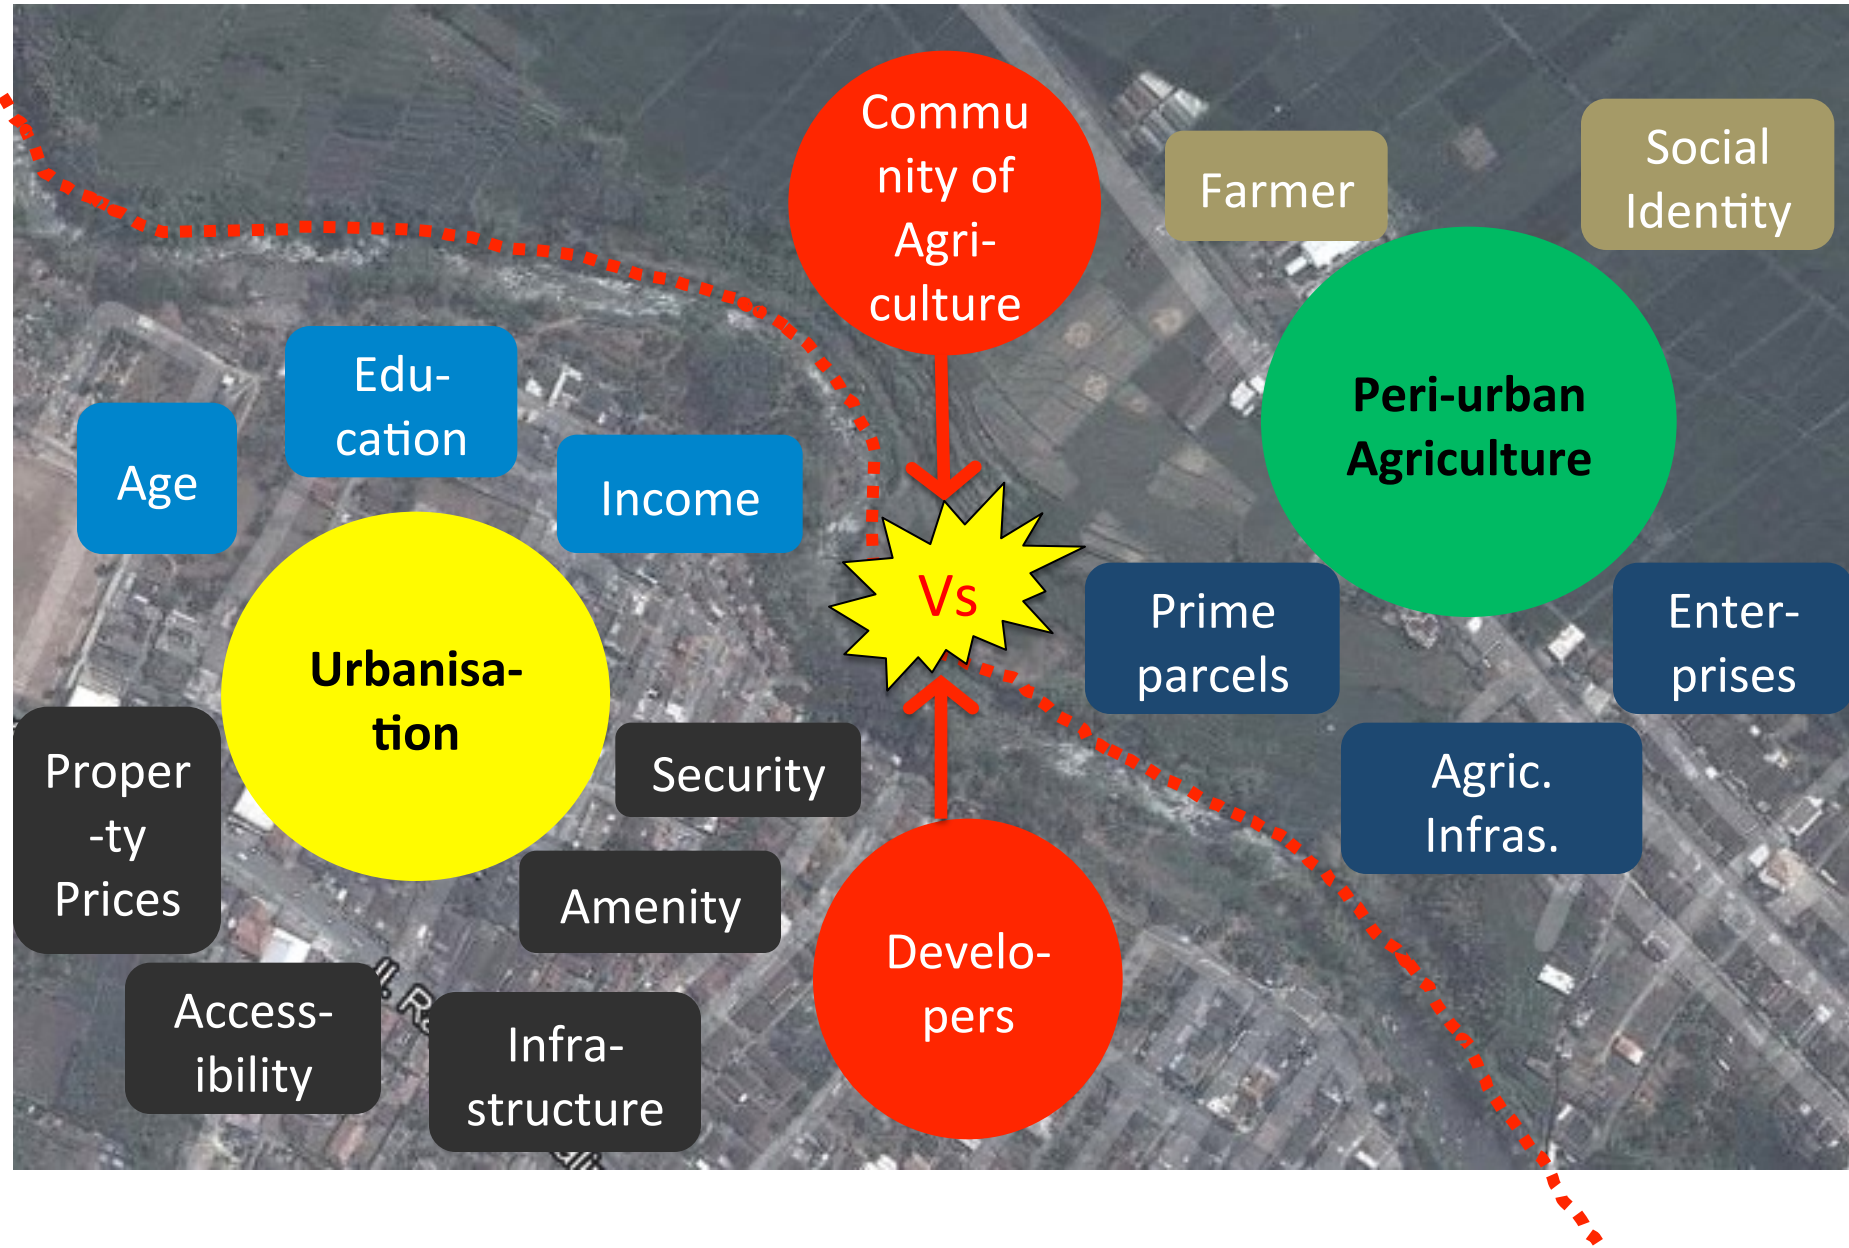 Commu
nity of
Agri-
culture
Farmer
Social
Identity
Peri-urban
Agriculture
Edu-
cation
Age
Income
Vs
Urbanisa-
tion
Prime
parcels
Enter-
prises
Agric.
Infras.
Proper
-ty
Prices
Security
Amenity
Develo-
pers
Access-
ibility
Infra-
structure